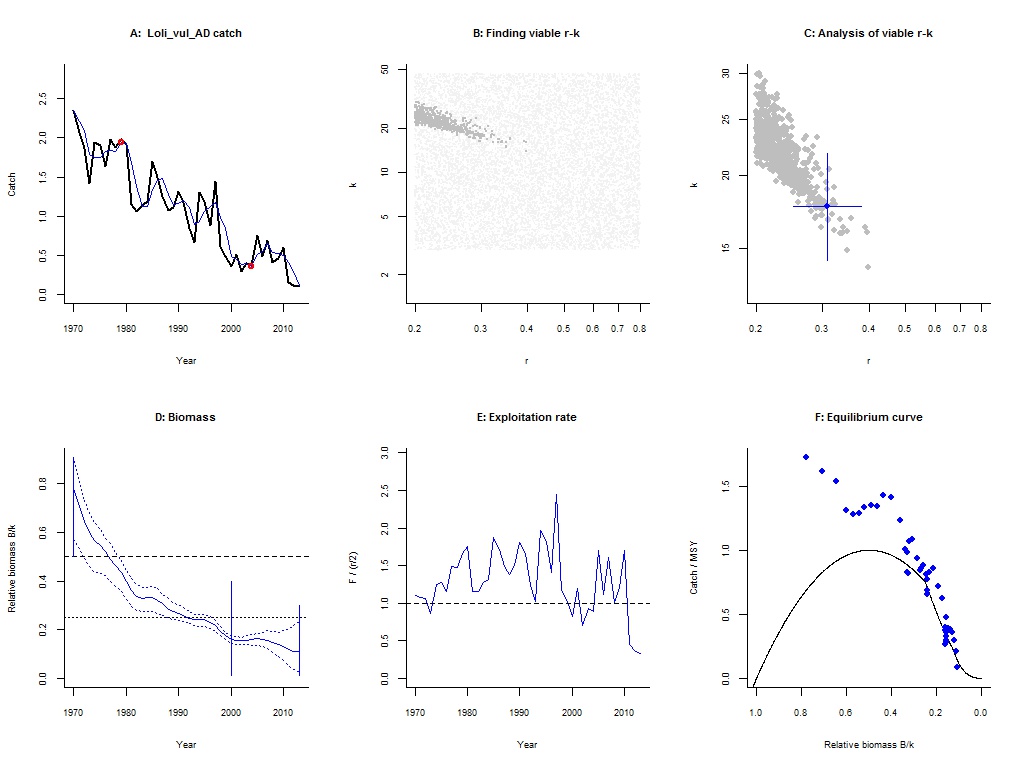 A: Loli_vul_AD catch
B: Finding viable r-k
C: Analysis of viable r-k
Catch
0.0 0.5 1.0 1.5 2.0 2.5
1970 1980 1990 2000 2010
Year
k
2 5 10 20 50
0.2 0.3 0.4 0.5 0.6 0.7 0.8
r
k
15 20 25 30
0.2 0.3 0.4 0.5 0.6 0.7 0.8
r
D: Biomass
E: Exploitation rate
F: Equilibrium curve
Relative biomass B/k
0.0 0.2 0.4 0.6 0.8
1970 1980 1990 2000 2010
Year
F / (r/2)
0.0 0.5 1.0 1.5 2.0 2.5 3.0
1970 1980 1990 2000 2010
Year
Catch / MSY
0.0 0.5 1.0 1.5
1.0 0.8 0.6 0.4 0.2 0.0
Relative biomass B/k